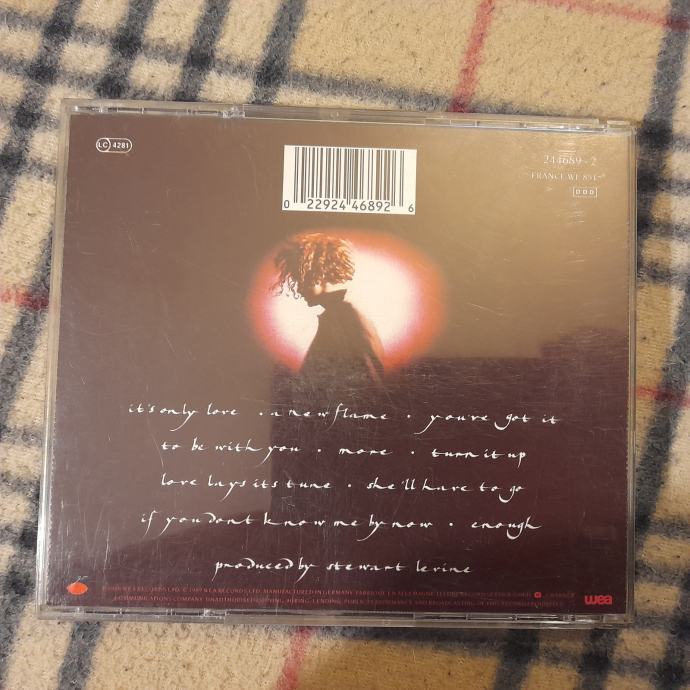 LC 4281
244689-2
FRANCE: WE 851
DDD
0 22924 46892 6
it's only love · a new flame · you've got it
to be with you · more · turn it up
love lays its tune · she'll have to go
if you don't know me by now · enough
produced by stewart levine
wea